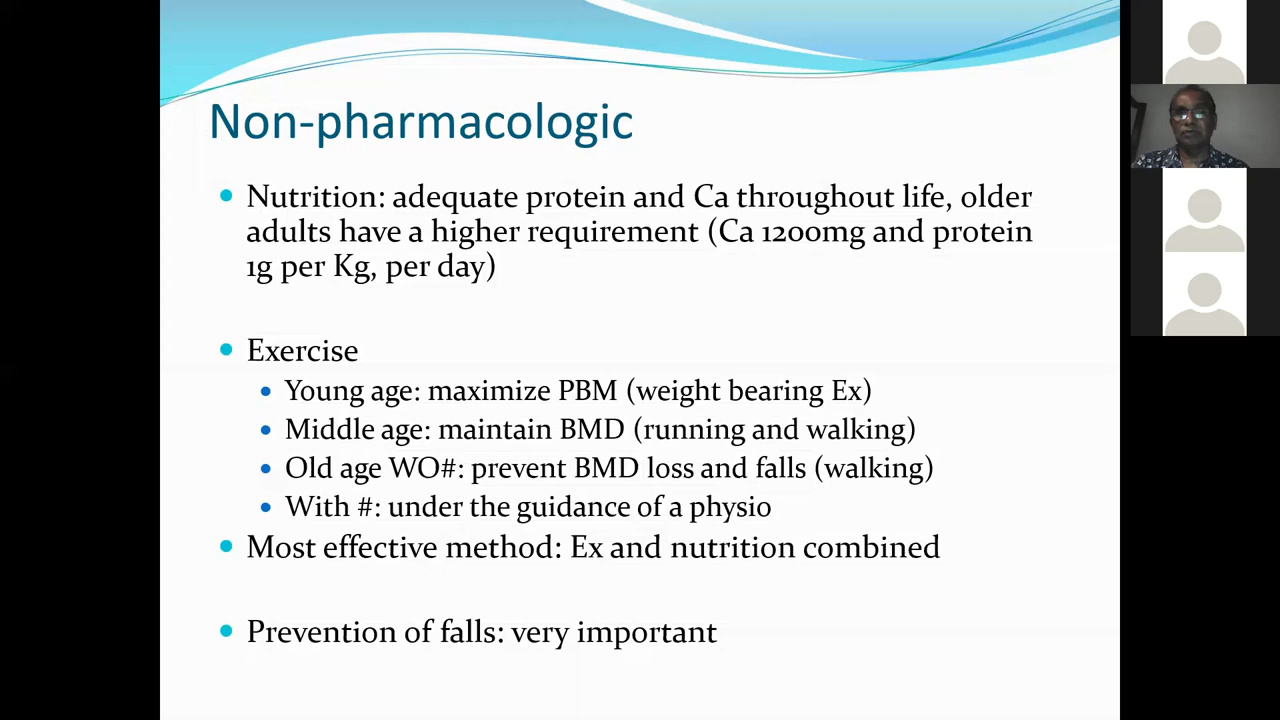 Non-pharmacologic
Nutrition: adequate protein and Ca throughout life, older
adults have a higher requirement (Ca 1200mg and protein
1g per Kg, per day)
Exercise
Young age: maximize PBM (weight bearing Ex)
Middle age: maintain BMD (running and walking)
Old age WO#: prevent BMD loss and falls (walking)
With #: under the guidance of a physio
Most effective method: Ex and nutrition combined
Prevention of falls: very important